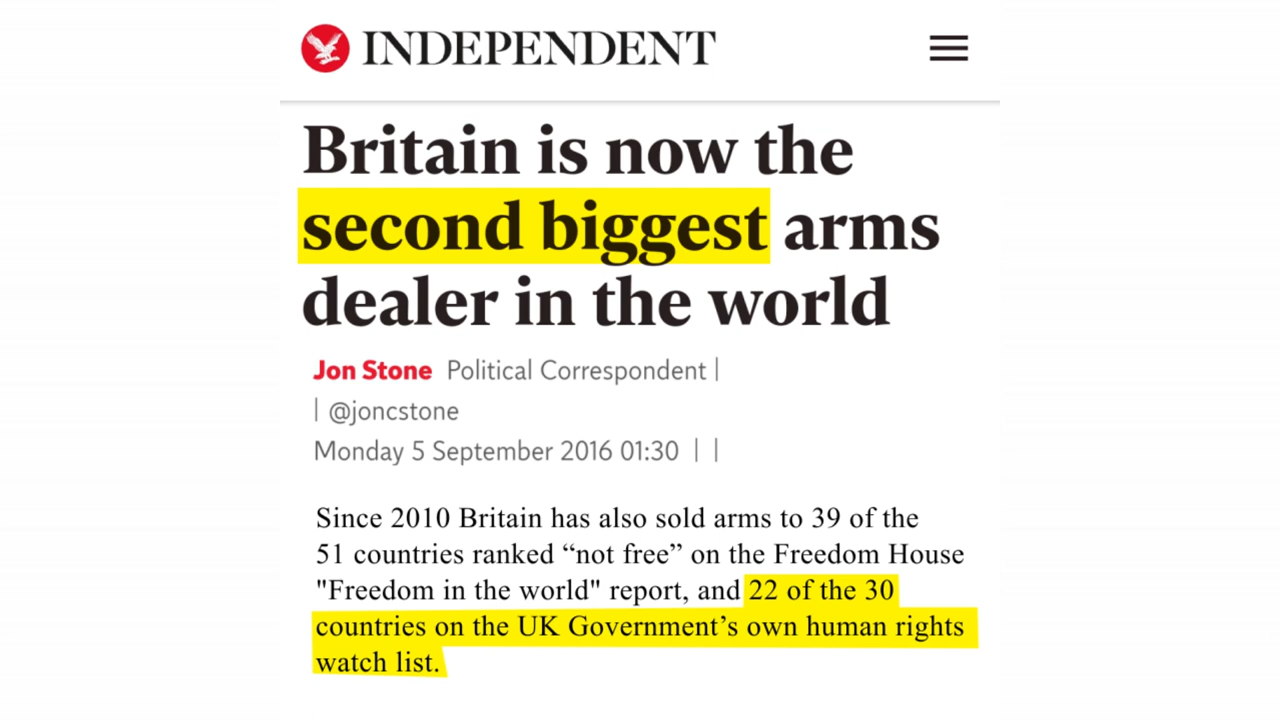 INDEPENDENT
Britain is now the
second biggest arms
dealer in the world
Jon Stone Political Correspondent |
| @joncstone
Monday 5 September 2016 01:30 | |
Since 2010 Britain has also sold arms to 39 of the
51 countries ranked “not free” on the Freedom House
"Freedom in the world" report, and 22 of the 30
countries on the UK Government’s own human rights
watch list.